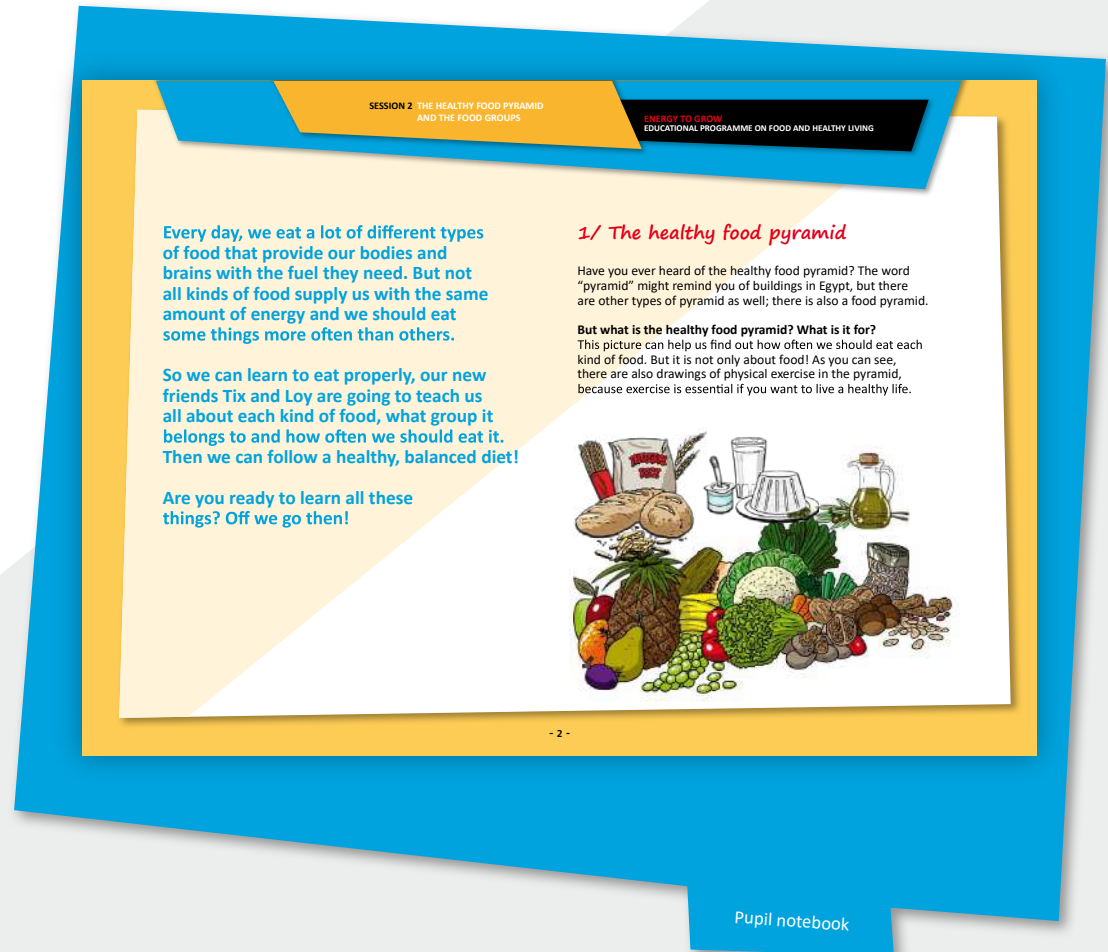 SESSION 2 THE HEALTHY FOOD PYRAMID
AND THE FOOD GROUPS
ENERGY TO GROW
EDUCATIONAL PROGRAMME ON FOOD AND HEALTHY LIVING
Every day, we eat a lot of different types
of food that provide our bodies and
brains with the fuel they need. But not
all kinds of food supply us with the same
amount of energy and we should eat
some things more often than others.
So we can learn to eat properly, our new
friends Tix and Loy are going to teach us
all about each kind of food, what group it
belongs to and how often we should eat it.
Then we can follow a healthy, balanced diet!
Are you ready to learn all these
things? Off we go then!
1/ The healthy food pyramid
Have you ever heard of the healthy food pyramid? The word
“pyramid” might remind you of buildings in Egypt, but there
are other types of pyramid as well; there is also a food pyramid.
But what is the healthy food pyramid? What is it for?
This picture can help us find out how often we should eat each
kind of food. But it is not only about food! As you can see,
there are also drawings of physical exercise in the pyramid,
because exercise is essential if you want to live a healthy life.
- 2 -
Pupil notebook